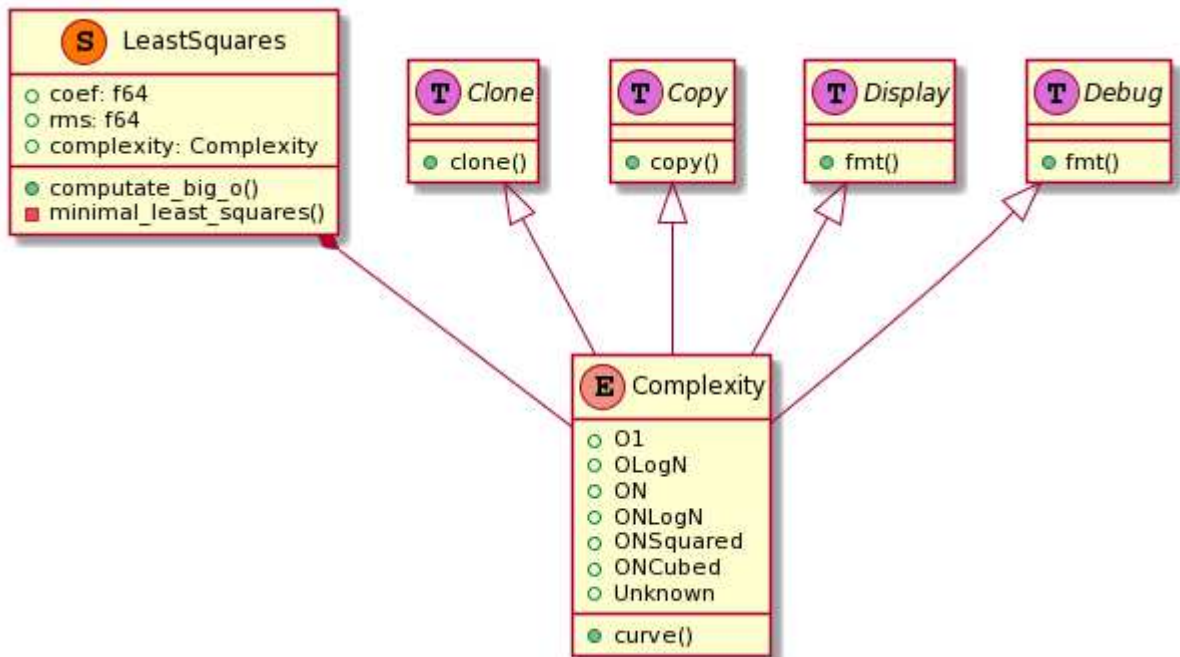 S LeastSquares
coef: f64
rms: f64
complexity: Complexity
computate_big_o()
minimal_least_squares()
T Clone
clone()
T Copy
copy()
T Display
fmt()
T Debug
fmt()
E Complexity
O1
OLogN
ON
ONLogN
ONSquared
ONCubed
Unknown
curve()